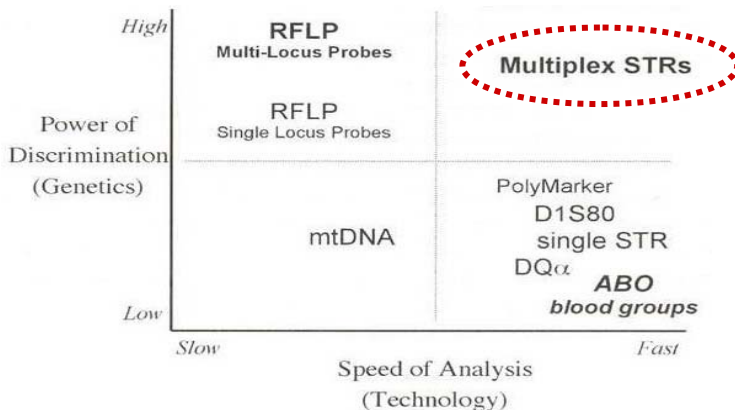 High
RFLP
Multi-Locus Probes
Multiplex STRs
RFLP
Single Locus Probes
Power of
Discrimination
(Genetics)
PolyMarker
D1S80
mtDNA
single STR
DQα
ABO
blood groups
Low
Slow
Fast
Speed of Analysis
(Technology)